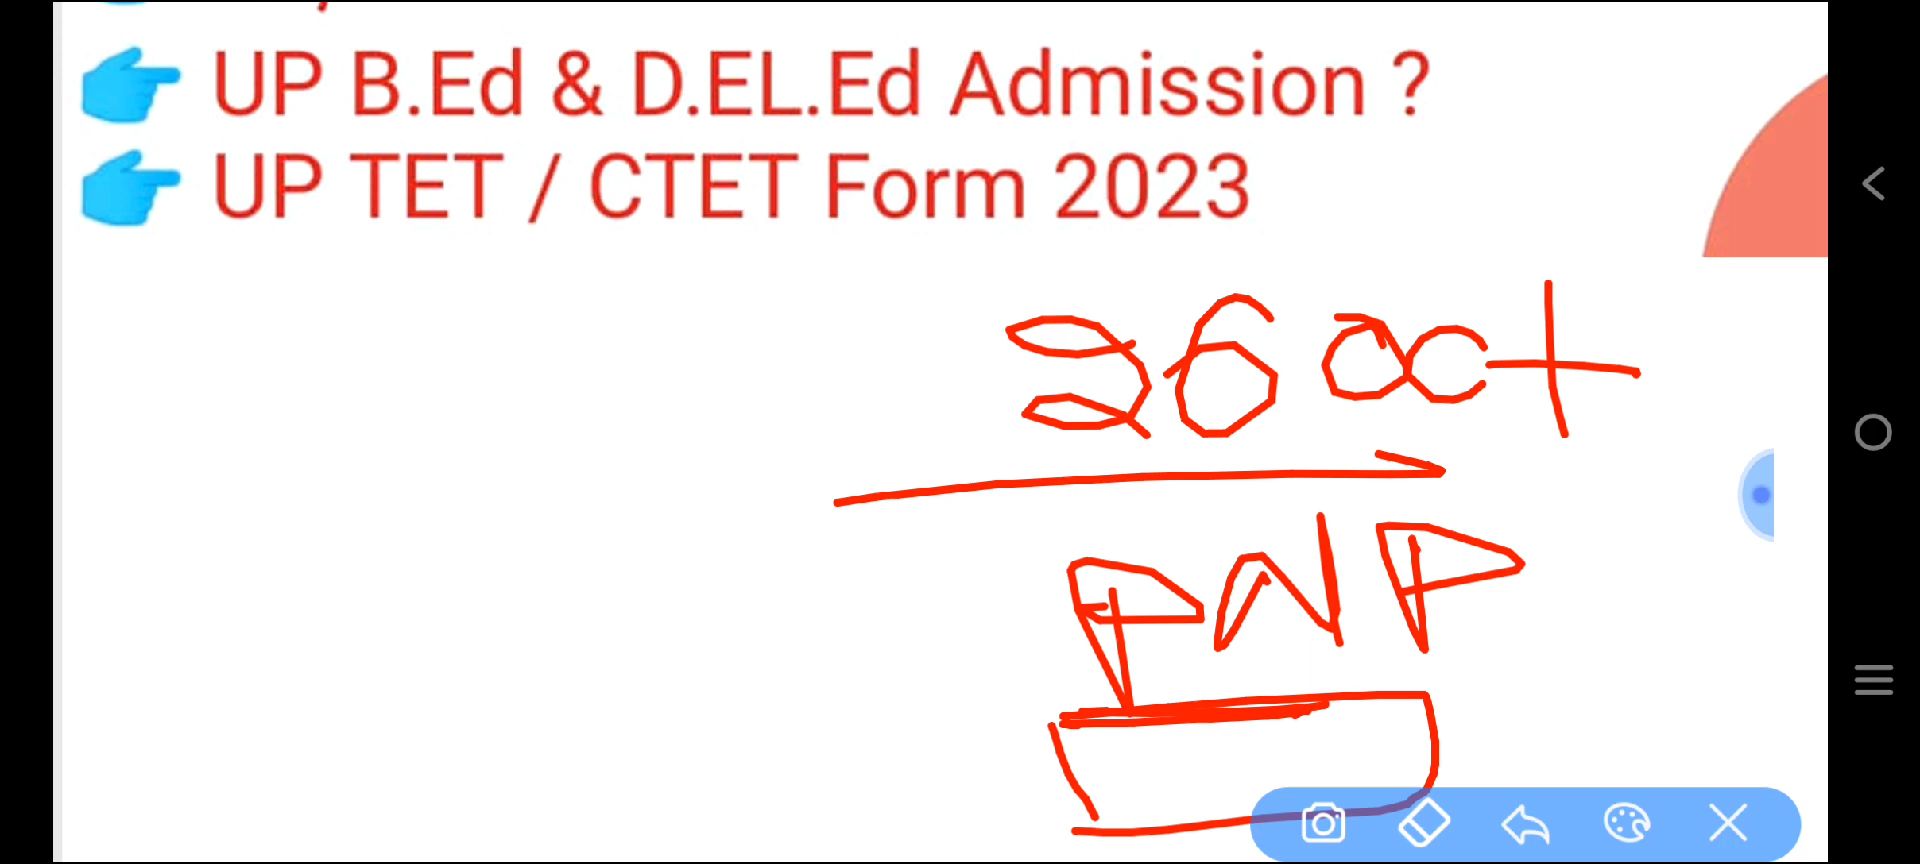 👉 UP B.Ed & D.EL.Ed Admission ?
👉 UP TET / CTET Form 2023
26 oct
PNP